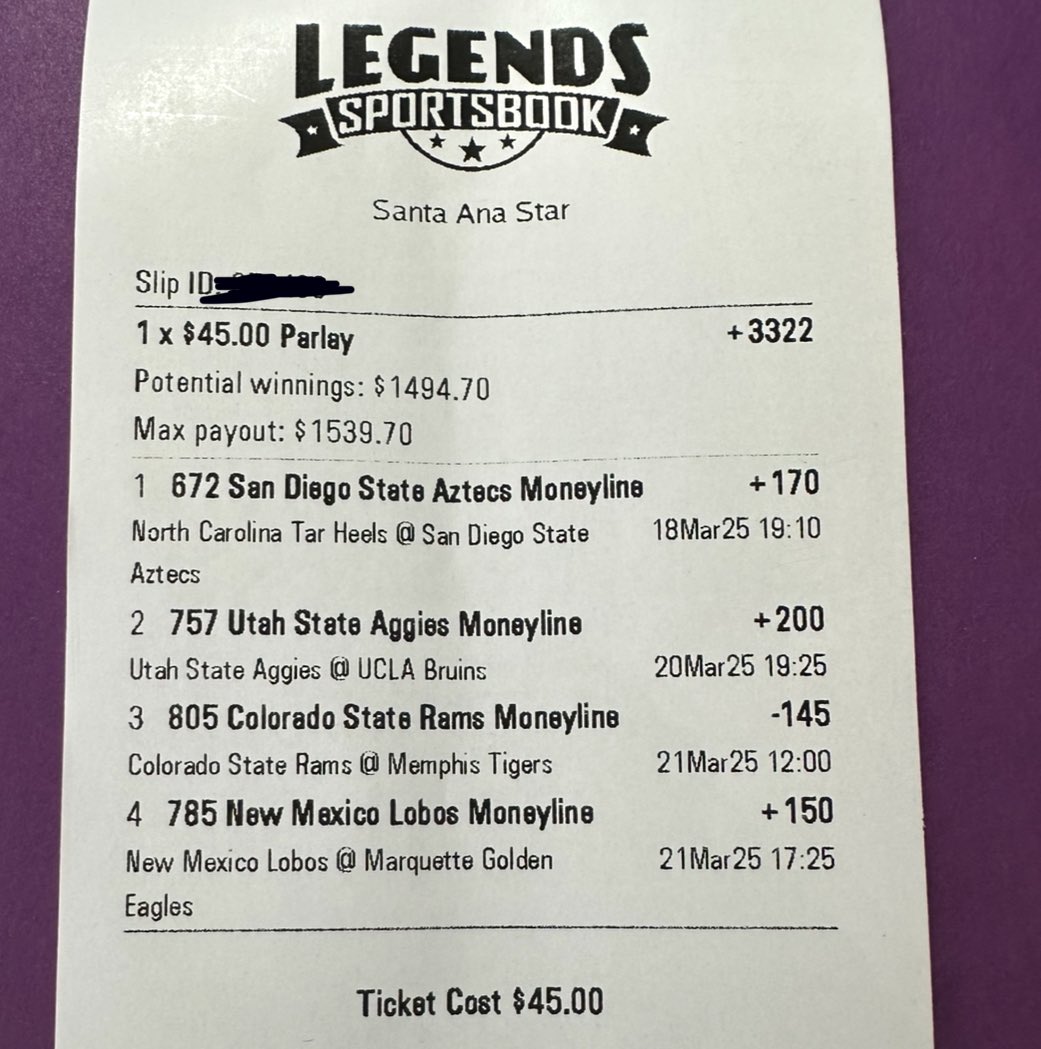 LEGENDS
SPORTSBOOK
Santa Ana Star
Slip ID
1 x $45.00 Parlay +3322
Potential winnings: $1494.70
Max payout: $1539.70
1 672 San Diego State Aztecs Moneyline +170
North Carolina Tar Heels @ San Diego State 18Mar25 19:10
Aztecs
2 757 Utah State Aggies Moneyline +200
Utah State Aggies @ UCLA Bruins 20Mar25 19:25
3 805 Colorado State Rams Moneyline -145
Colorado State Rams @ Memphis Tigers 21Mar25 12:00
4 785 New Mexico Lobos Moneyline +150
New Mexico Lobos @ Marquette Golden 21Mar25 17:25
Eagles
Ticket Cost $45.00